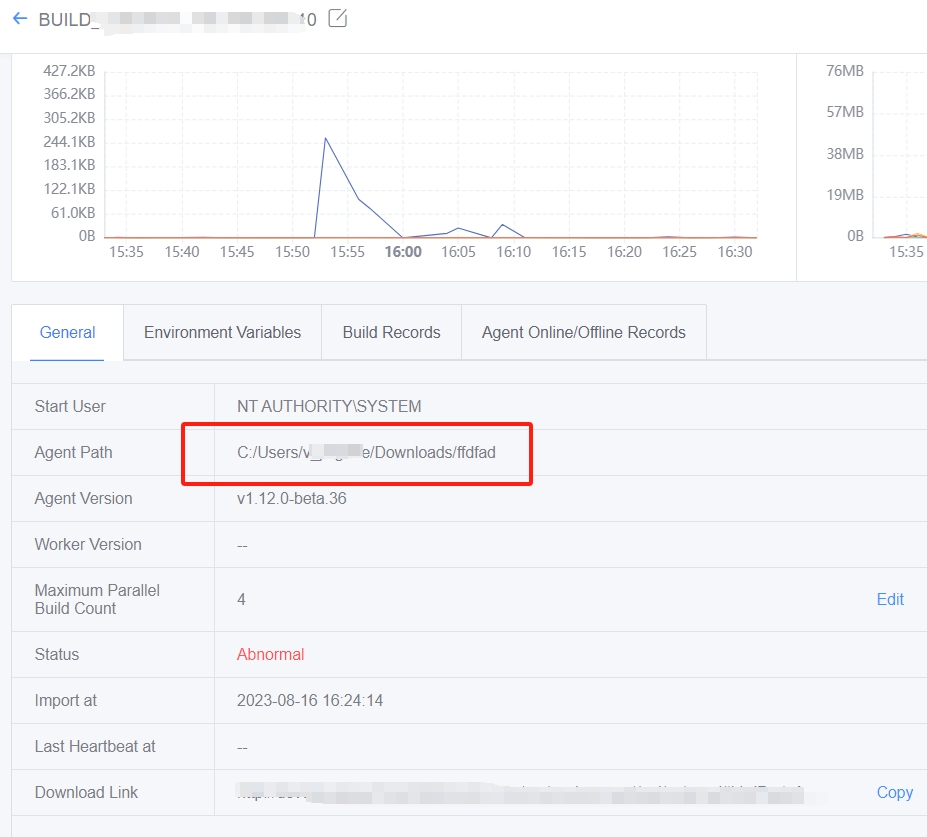 BUILD_
427.2KB
366.2KB
305.2KB
244.1KB
183.1KB
122.1KB
61.0KB
0B
15:35 15:40 15:45 15:50 15:55 16:00 16:05 16:10 16:15 16:20 16:25 16:30
76MB
57MB
38MB
19MB
0B
15:35
General Environment Variables Build Records Agent Online/Offline Records
Start User NT AUTHORITY\SYSTEM
Agent Path C:/Users/v_ e/Downloads/ffdfad
Agent Version v1.12.0-beta.36
Worker Version --
Maximum Parallel
Build Count 4 Edit
Status Abnormal
Import at 2023-08-16 16:24:14
Last Heartbeat at --
Download Link Copy